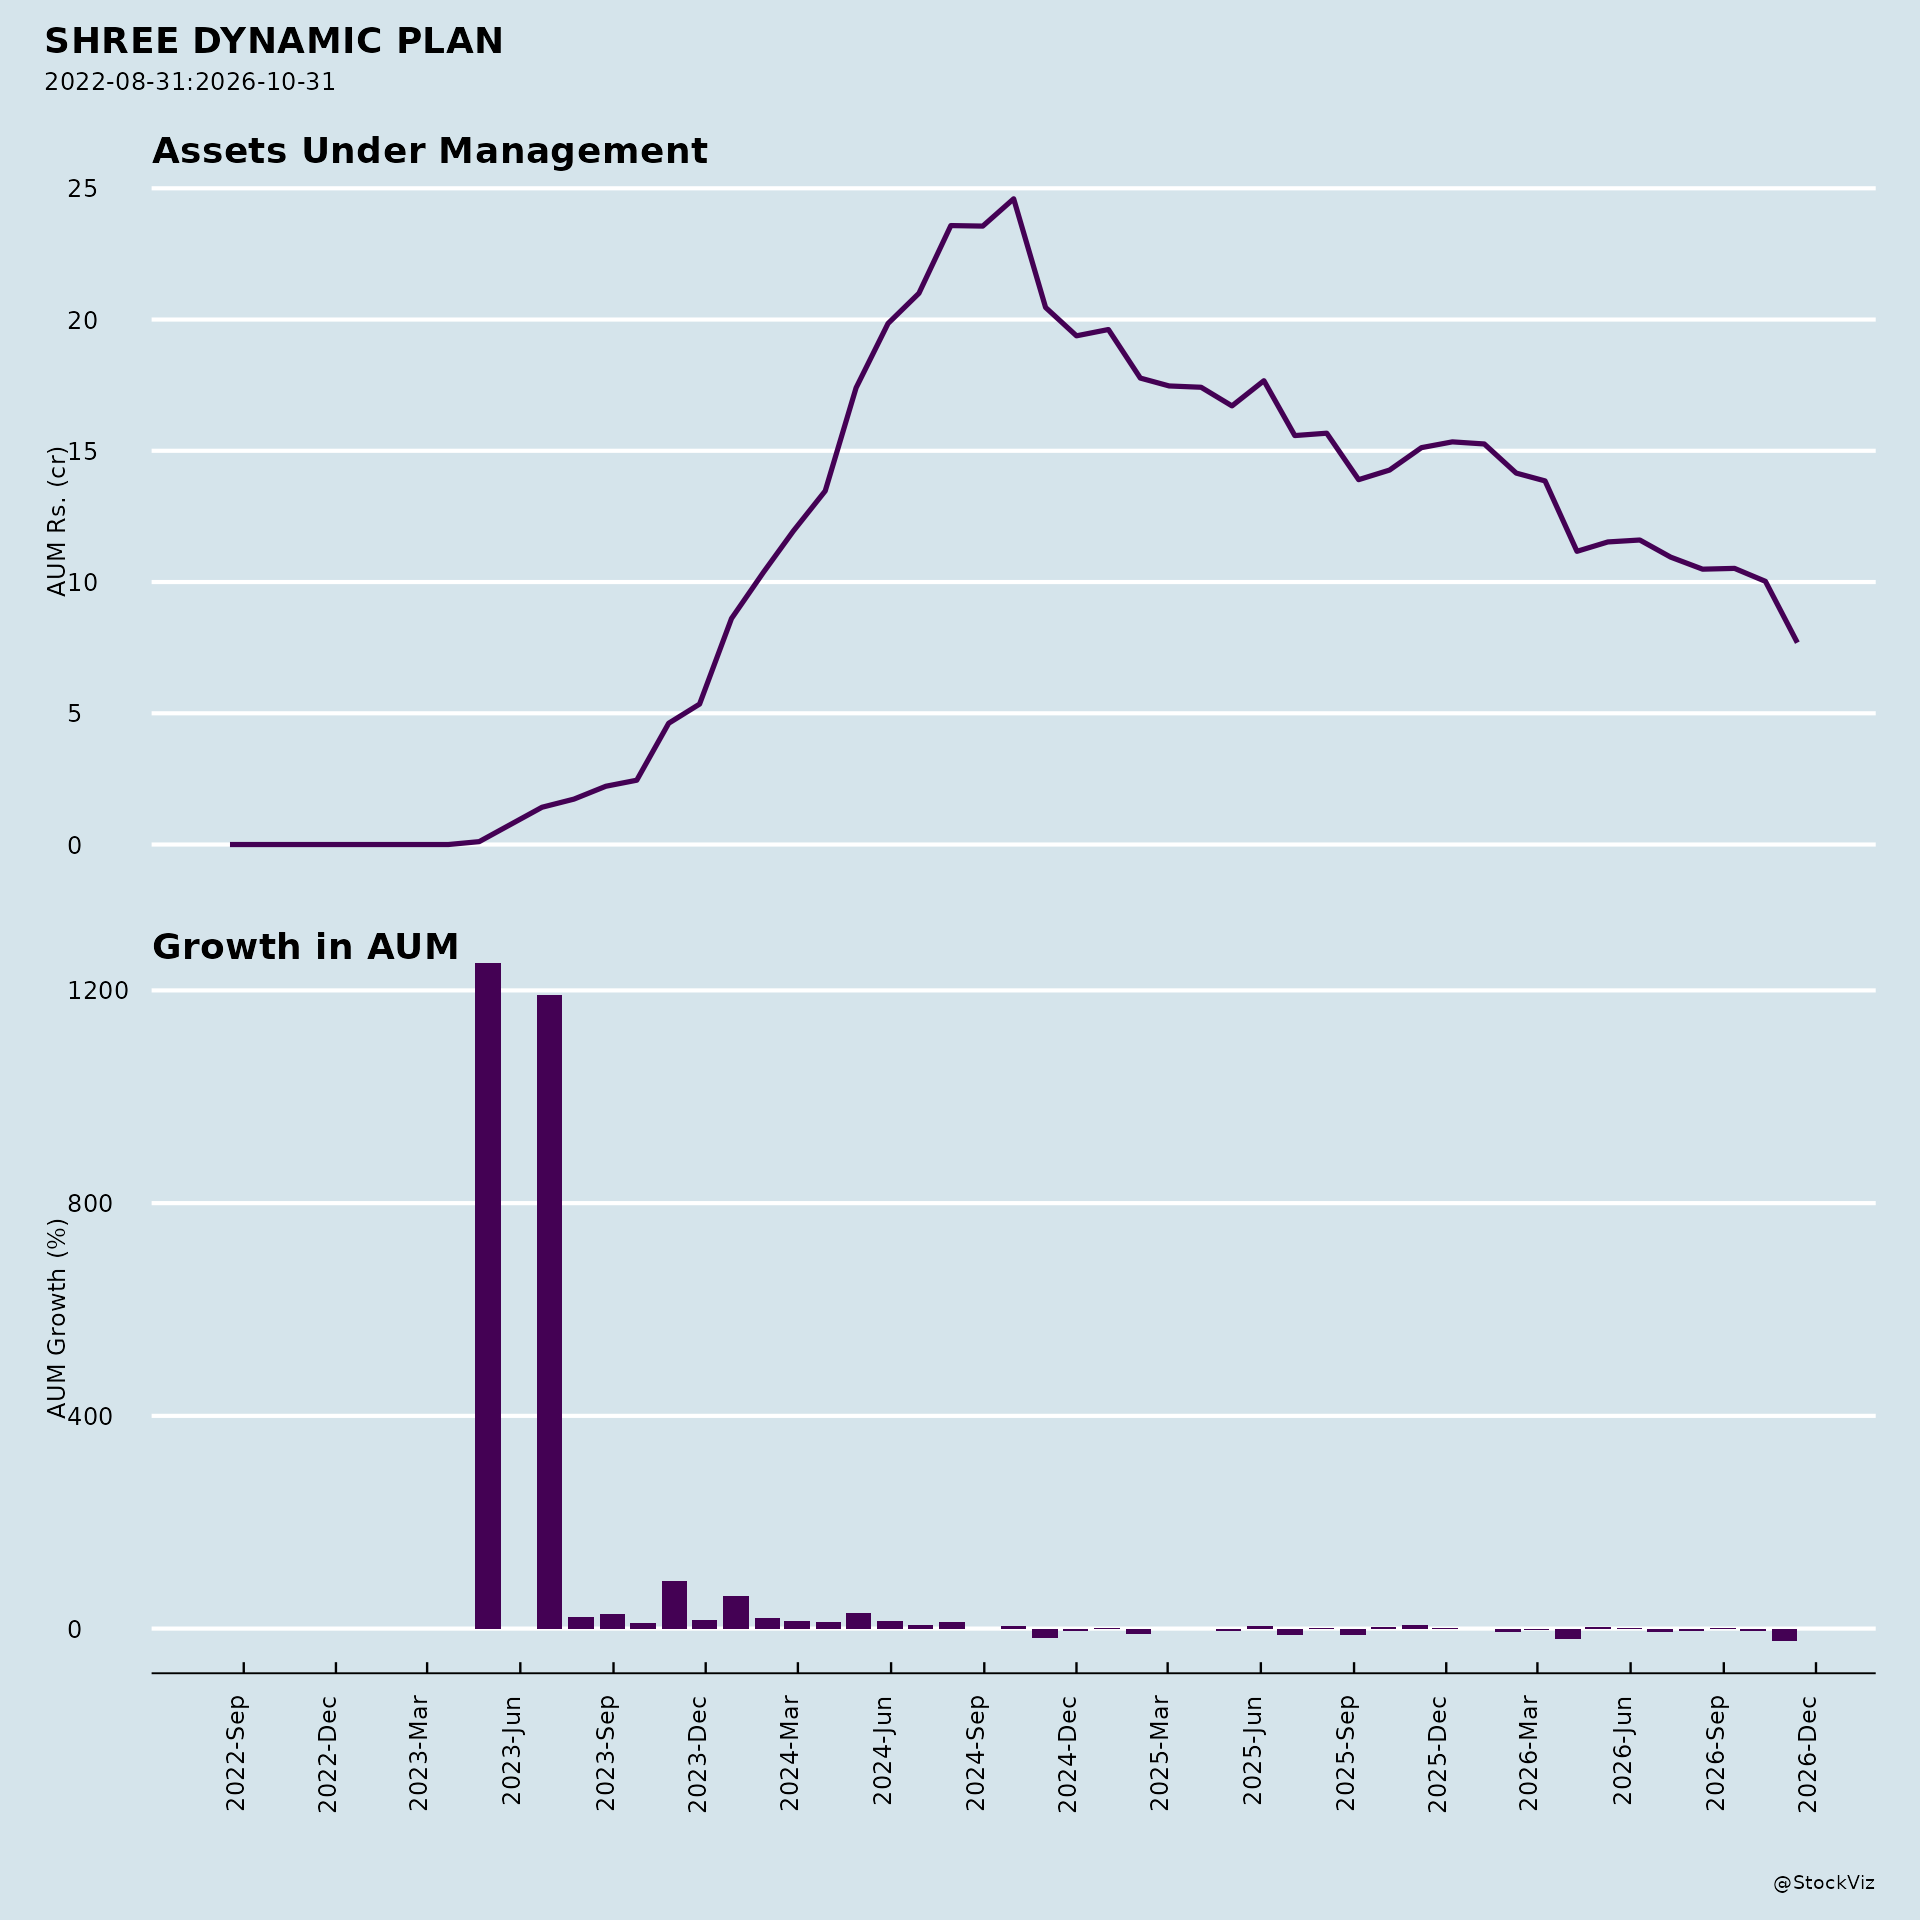 SHREE DYNAMIC PLAN
2022-08-31:2026-10-31
Assets Under Management
AUM Rs. (cr)
25
20
15
10
5
0
Growth in AUM
AUM Growth (%)
1200
800
400
0
2022-Sep
2022-Dec
2023-Mar
2023-Jun
2023-Sep
2023-Dec
2024-Mar
2024-Jun
2024-Sep
2024-Dec
2025-Mar
2025-Jun
2025-Sep
2025-Dec
2026-Mar
2026-Jun
2026-Sep
2026-Dec
@StockViz